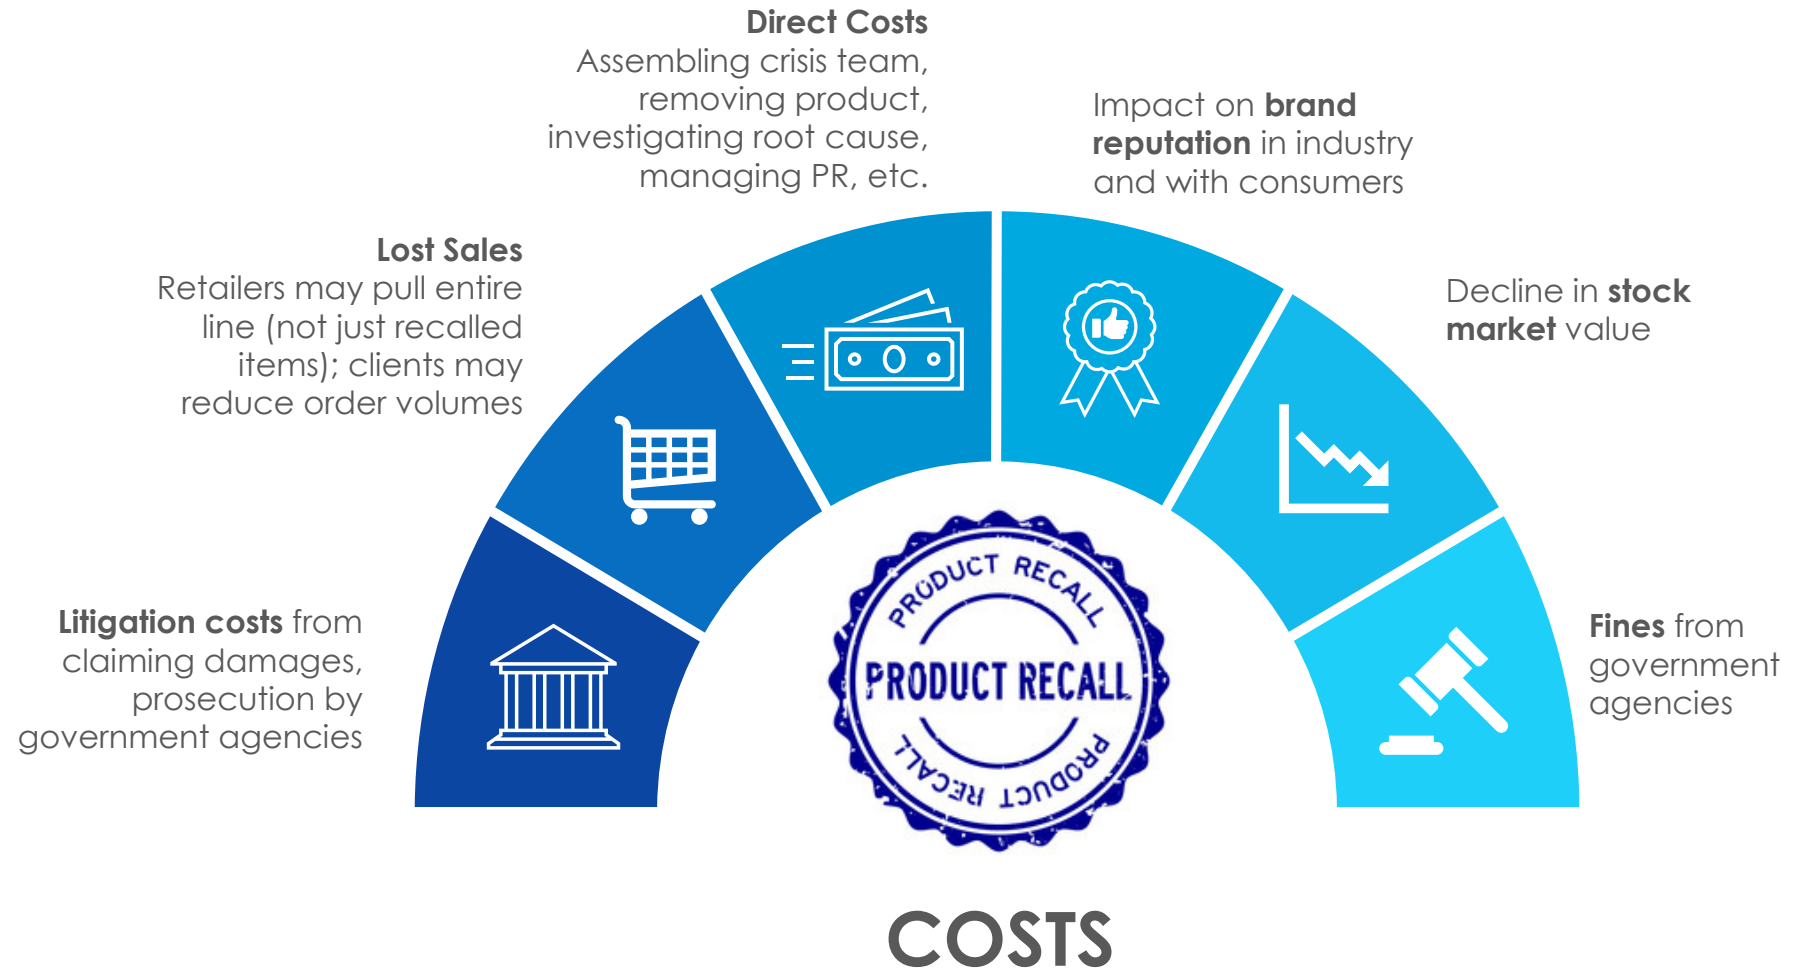 Direct Costs
Assembling crisis team,
removing product,
investigating root cause,
managing PR, etc.
Impact on brand
reputation in industry
and with consumers
Lost Sales
Retailers may pull entire
line (not just recalled
items); clients may
reduce order volumes
Decline in stock
market value
Litigation costs from
claiming damages,
prosecution by
government agencies
Fines from
government
agencies
PRODUCT RECALL
PRODUCT RECALL
PRODUCT RECALL
COSTS